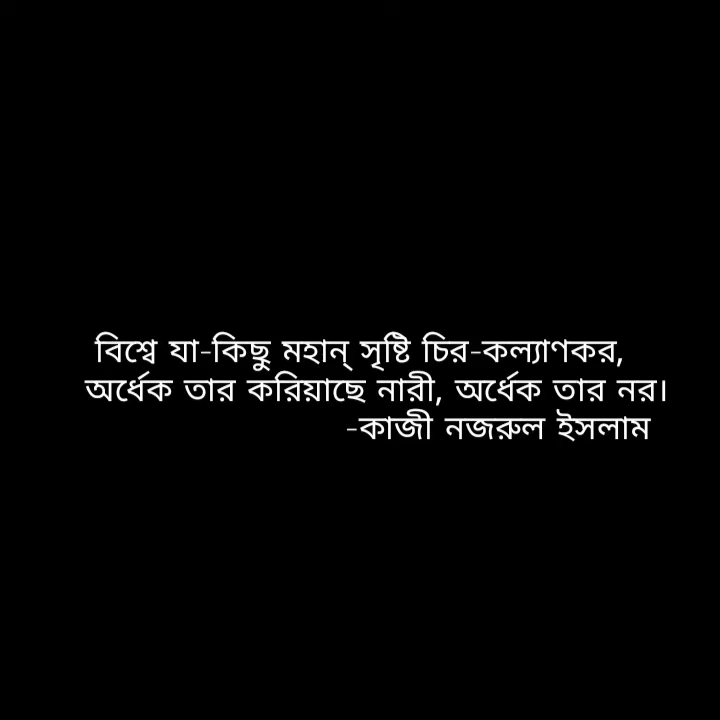 বিশ্বে যা-কিছু মহান্ সৃষ্টি চির-কল্যাণকর,
অর্ধেক তার করিয়াছে নারী, অর্ধেক তার নর।
-কাজী নজরুল ইসলাম